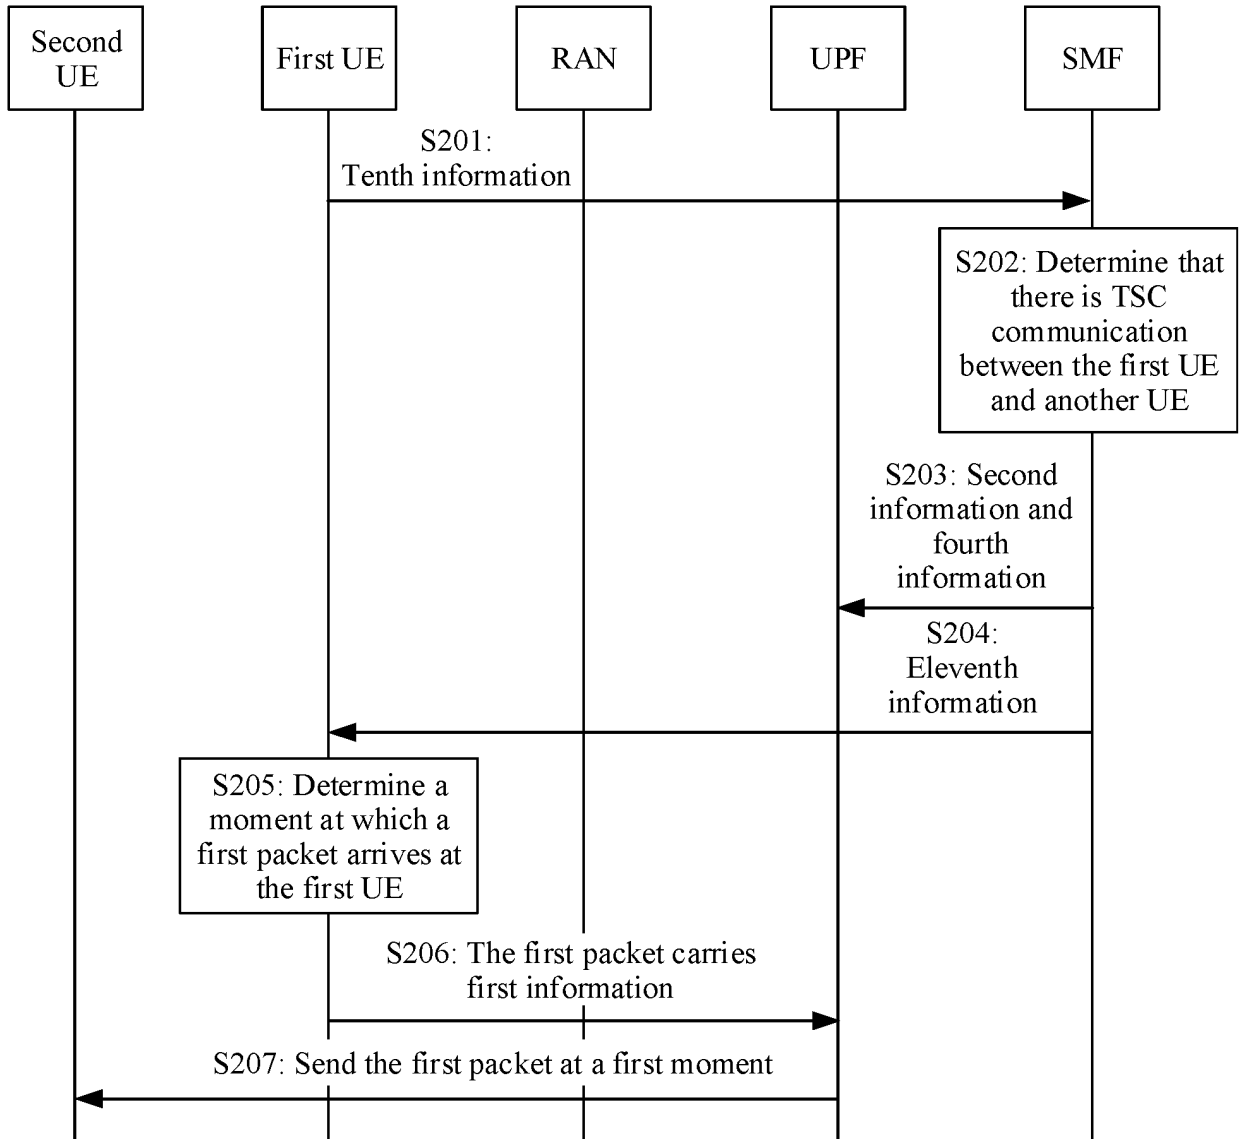 Second
UE
First UE
RAN
UPF
SMF
S201:
Tenth information
S202: Determine that
there is TSC
communication
between the first UE
and another UE
S203: Second
information and
fourth
information
S204:
Eleventh
information
S205: Determine a
moment at which a
first packet arrives at
the first UE
S206: The first packet carries
first information
S207: Send the first packet at a first moment